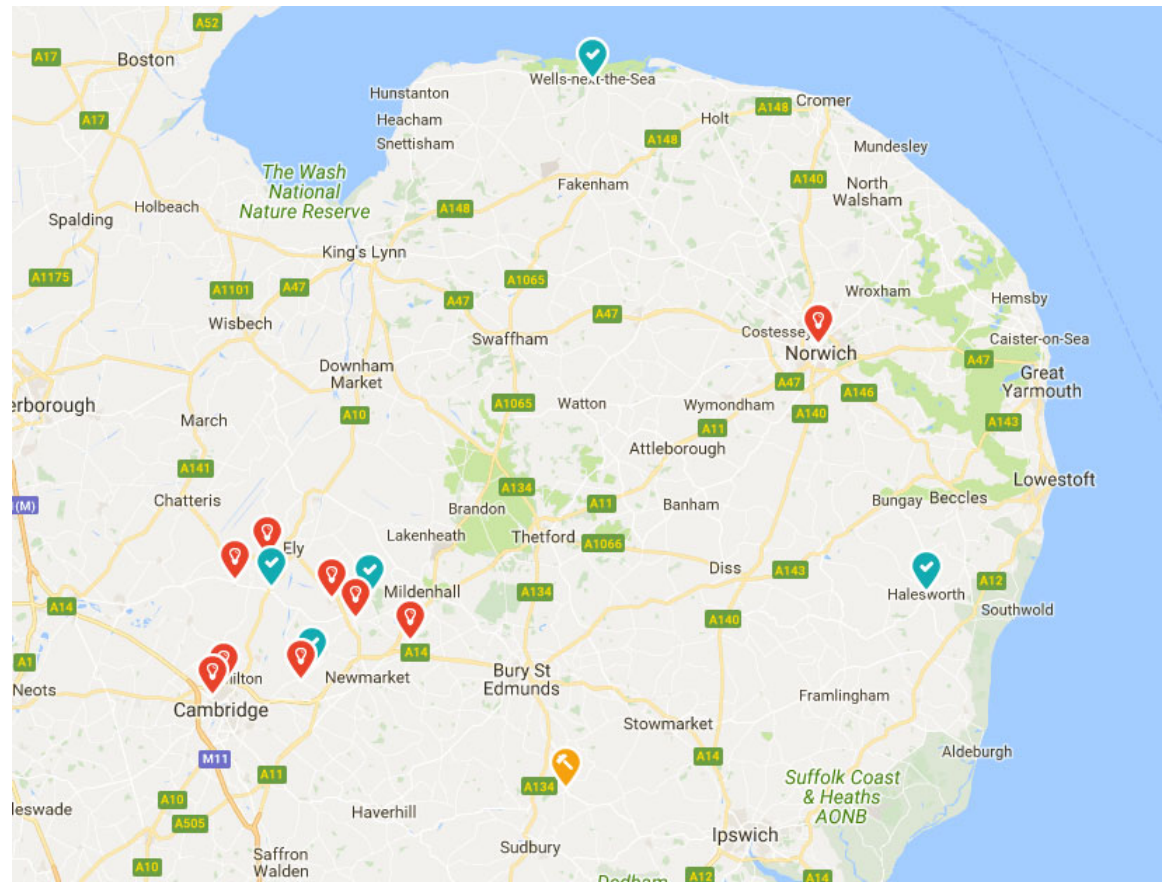 A52
A17
Boston
Wells-next-the-Sea
Hunstanton
Cromer
A148
A17
Heacham
Holt
Snettisham
A148
Mundesley
The Wash
National
Nature Reserve
A140
Fakenham
North
Walsham
Holbeach
A148
Spalding
King's Lynn
A1175
A1101
A47
A1065
Wroxham
A47
A47
Hemsby
Wisbech
Swaffham
Costessey
Caister-on-Sea
Norwich
A47
Downham
Market
Great
Yarmouth
A47
A146
erborough
A10
A1065
Watton
Wymondham
A140
March
A11
A143
Attleborough
A141
Lowestoft
A134
Chatteris
Brandon
A11
Banham
Bungay
Beccles
(M)
Lakenheath
Thetford
Ely
A1066
Diss
A143
A12
Mildenhall
A134
Halesworth
A14
Southwold
A140
A14
A1
Bury St
Edmunds
Newmarket
Neots
Framlingham
Cambridge
Stowmarket
Aldeburgh
M11
A14
A11
A134
Suffolk Coast
& Heaths
AONB
A10
leswade
Haverhill
A505
Ipswich
Sudbury
Saffron
Walden
A10
A12
A14